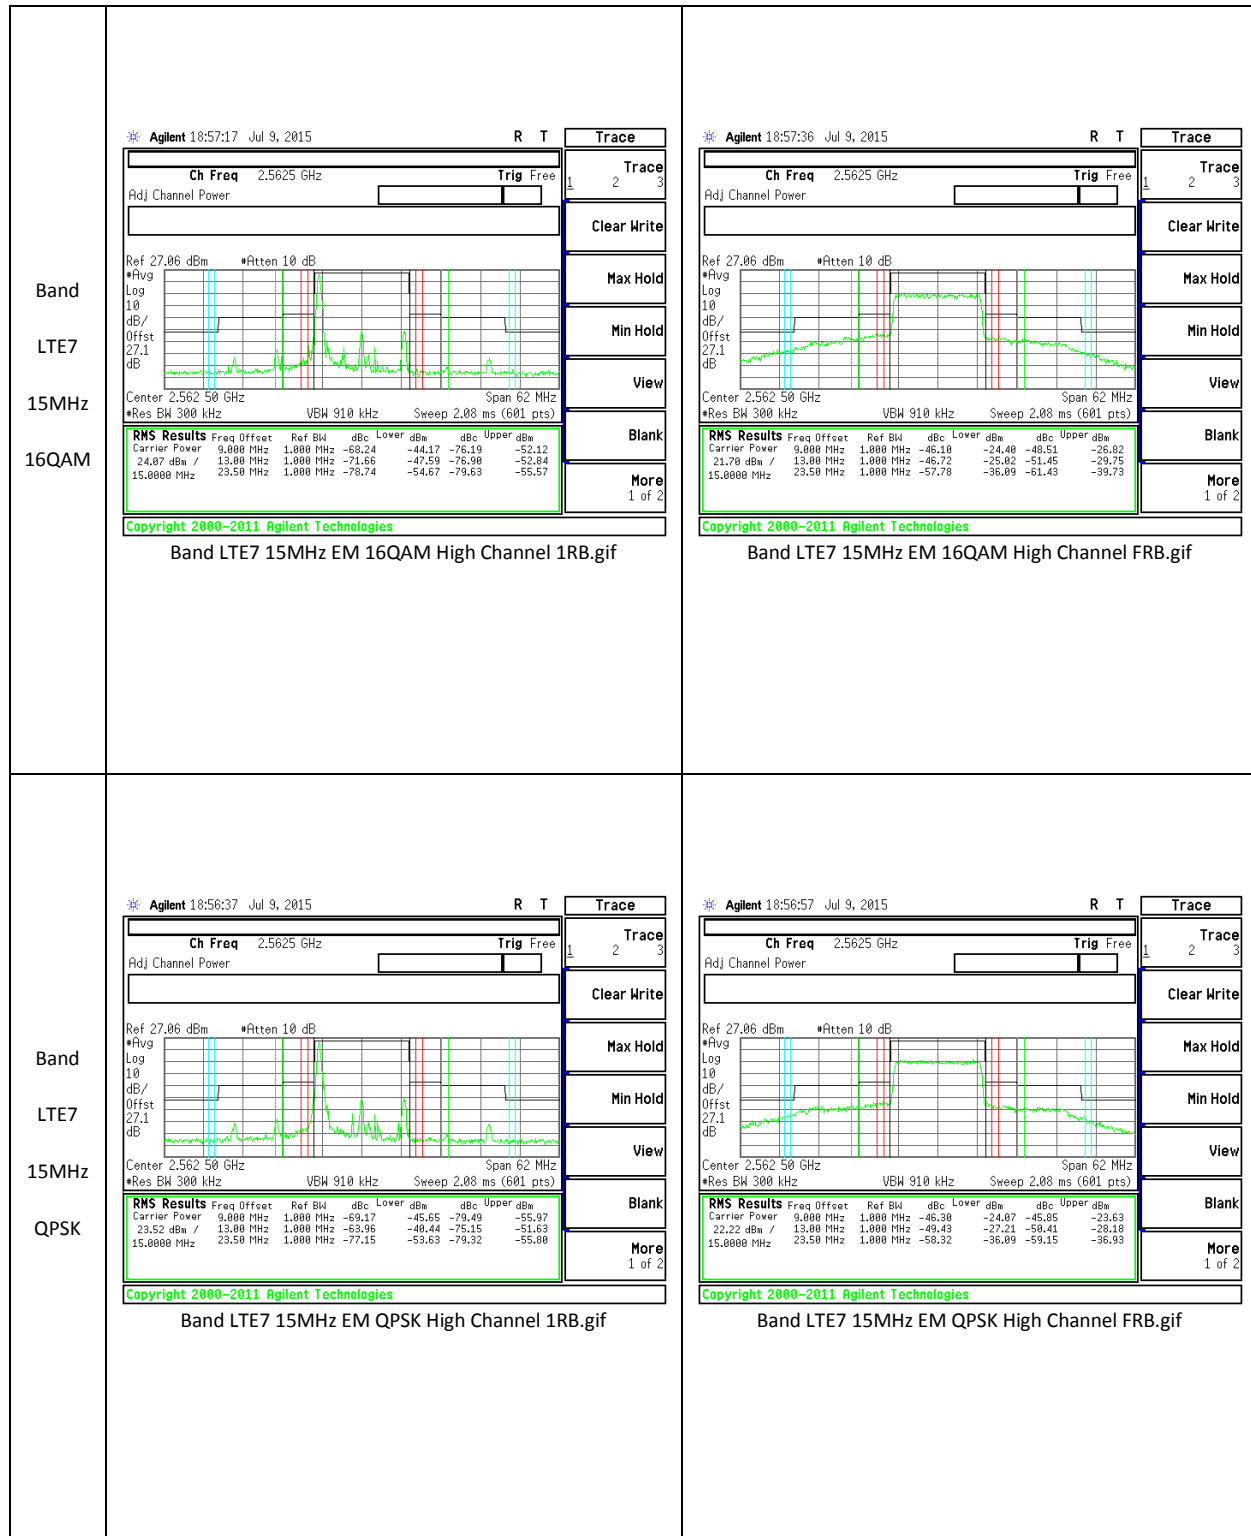 Band
LTE7
15MHz
16QAM
Agilent 18:57:17 Jul 9, 2015 R T
Trace
Ch Freq 2.5625 GHz Trig Free
Adj Channel Power
Trace
1 2 3
Clear Write
Ref 27.06 dBm #Atten 10 dB
#Avg
Log
10
dB/
Offst
27.1
dB
Max Hold
Min Hold
View
Center 2.562 50 GHz Span 62 MHz
#Res BW 300 kHz VBW 910 kHz Sweep 2.08 ms (601 pts)
Blank
RMS Results Freq Offset Ref BW dBc Lower dBm dBc Upper dBm
Carrier Power 9.000 MHz 1.000 MHz -68.24 -44.17 -76.19 -52.12
24.07 dBm / 13.00 MHz 1.000 MHz -71.66 -47.59 -76.90 -52.84
15.0000 MHz 23.50 MHz 1.000 MHz -78.74 -54.67 -79.63 -55.57
More
1 of 2
Copyright 2000-2011 Agilent Technologies
Band LTE7 15MHz EM 16QAM High Channel 1RB.gif
Agilent 18:57:36 Jul 9, 2015 R T
Trace
Ch Freq 2.5625 GHz Trig Free
Adj Channel Power
Trace
1 2 3
Clear Write
Ref 27.06 dBm #Atten 10 dB
#Avg
Log
10
dB/
Offst
27.1
dB
Max Hold
Min Hold
View
Center 2.562 50 GHz Span 62 MHz
#Res BW 300 kHz VBW 910 kHz Sweep 2.08 ms (601 pts)
Blank
RMS Results Freq Offset Ref BW dBc Lower dBm dBc Upper dBm
Carrier Power 9.000 MHz 1.000 MHz -46.10 -24.40 -48.51 -26.82
21.70 dBm / 13.00 MHz 1.000 MHz -46.72 -25.02 -51.45 -29.75
15.0000 MHz 23.50 MHz 1.000 MHz -57.78 -36.09 -61.43 -39.73
More
1 of 2
Copyright 2000-2011 Agilent Technologies
Band LTE7 15MHz EM 16QAM High Channel FRB.gif
Band
LTE7
15MHz
QPSK
Agilent 18:56:37 Jul 9, 2015 R T
Trace
Ch Freq 2.5625 GHz Trig Free
Adj Channel Power
Trace
1 2 3
Clear Write
Ref 27.06 dBm #Atten 10 dB
#Avg
Log
10
dB/
Offst
27.1
dB
Max Hold
Min Hold
View
Center 2.562 50 GHz Span 62 MHz
#Res BW 300 kHz VBW 910 kHz Sweep 2.08 ms (601 pts)
Blank
RMS Results Freq Offset Ref BW dBc Lower dBm dBc Upper dBm
Carrier Power 9.000 MHz 1.000 MHz -69.17 -45.65 -79.49 -55.97
23.52 dBm / 13.00 MHz 1.000 MHz -63.96 -40.44 -75.15 -51.63
15.0000 MHz 23.50 MHz 1.000 MHz -77.15 -53.63 -79.32 -55.80
More
1 of 2
Copyright 2000-2011 Agilent Technologies
Band LTE7 15MHz EM QPSK High Channel 1RB.gif
Agilent 18:56:57 Jul 9, 2015 R T
Trace
Ch Freq 2.5625 GHz Trig Free
Adj Channel Power
Trace
1 2 3
Clear Write
Ref 27.06 dBm #Atten 10 dB
#Avg
Log
10
dB/
Offst
27.1
dB
Max Hold
Min Hold
View
Center 2.562 50 GHz Span 62 MHz
#Res BW 300 kHz VBW 910 kHz Sweep 2.08 ms (601 pts)
Blank
RMS Results Freq Offset Ref BW dBc Lower dBm dBc Upper dBm
Carrier Power 9.000 MHz 1.000 MHz -46.30 -24.07 -45.85 -23.63
22.22 dBm / 13.00 MHz 1.000 MHz -49.43 -27.21 -50.41 -28.18
15.0000 MHz 23.50 MHz 1.000 MHz -58.32 -36.09 -59.15 -36.93
More
1 of 2
Copyright 2000-2011 Agilent Technologies
Band LTE7 15MHz EM QPSK High Channel FRB.gif